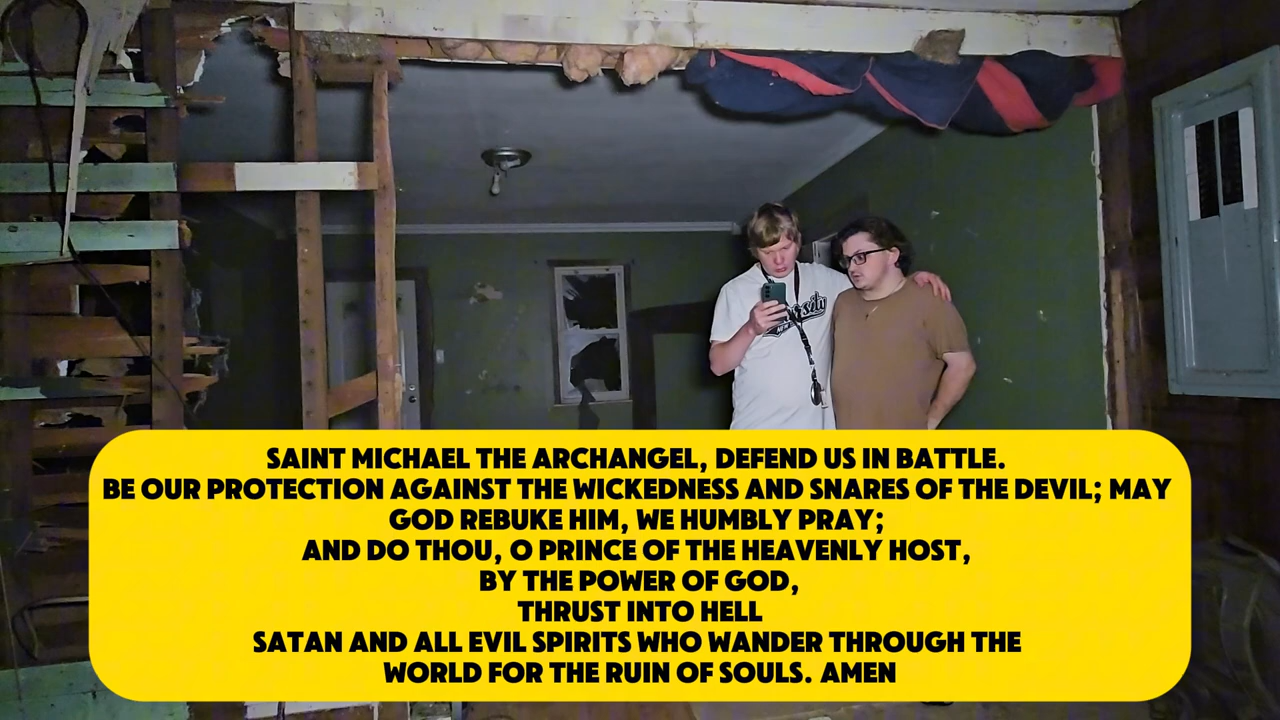 SAINT MICHAEL THE ARCHANGEL, DEFEND US IN BATTLE.
BE OUR PROTECTION AGAINST THE WICKEDNESS AND SNARES OF THE DEVIL; MAY
GOD REBUKE HIM, WE HUMBLY PRAY;
AND DO THOU, O PRINCE OF THE HEAVENLY HOST,
BY THE POWER OF GOD,
THRUST INTO HELL
SATAN AND ALL EVIL SPIRITS WHO WANDER THROUGH THE
WORLD FOR THE RUIN OF SOULS. AMEN